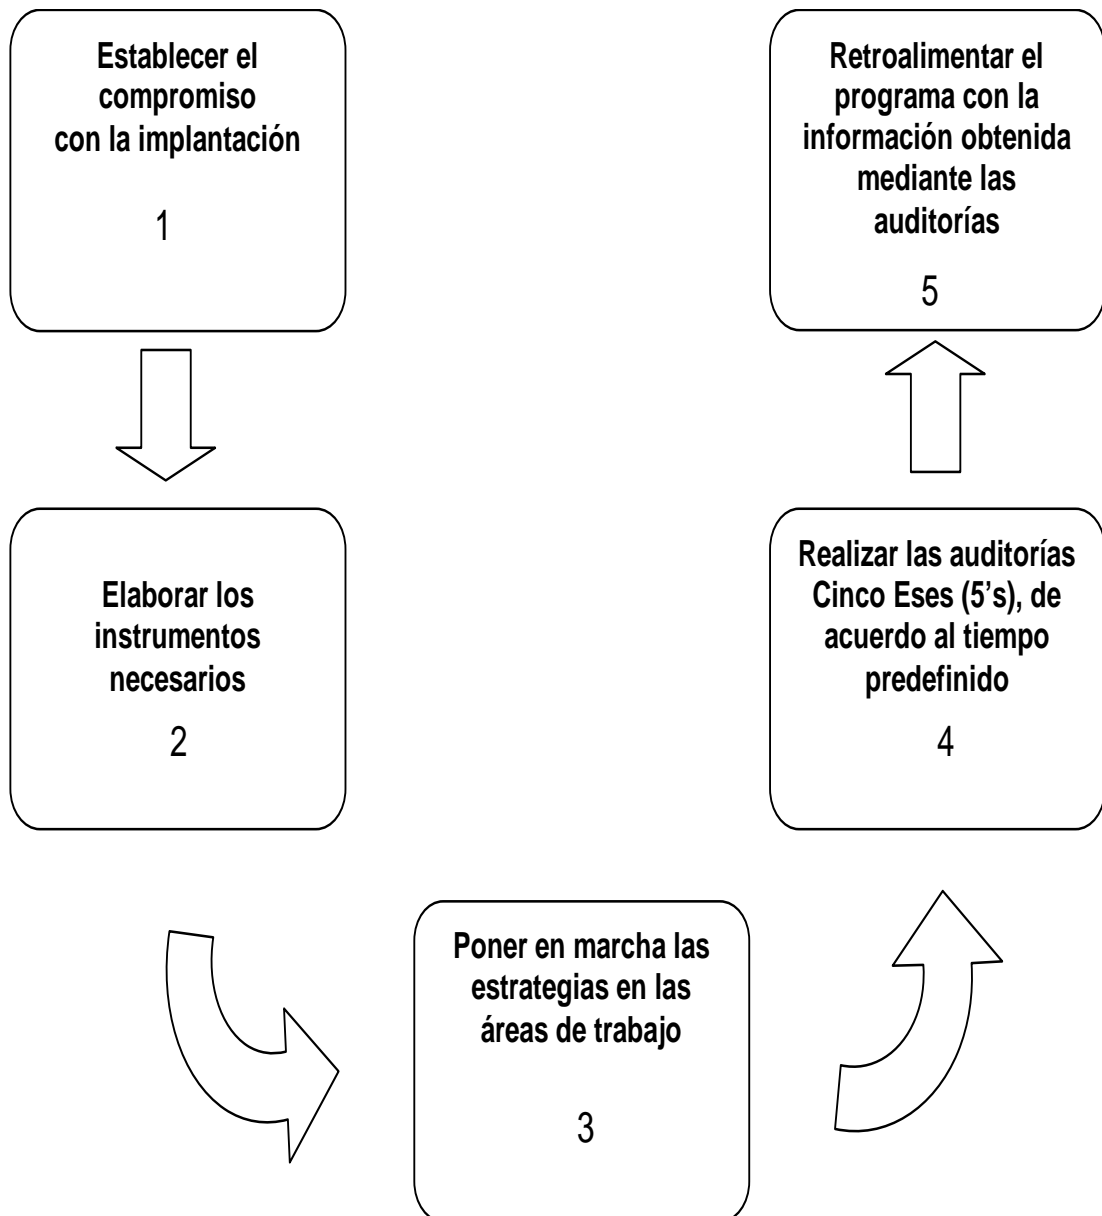 Establecer el
compromiso
con la implantación
1
Elaborar los
instrumentos
necesarios
2
Poner en marcha las
estrategias en las
áreas de trabajo
3
Realizar las auditorías
Cinco Eses (5’s), de
acuerdo al tiempo
predefinido
4
Retroalimentar el
programa con la
información obtenida
mediante las
auditorías
5